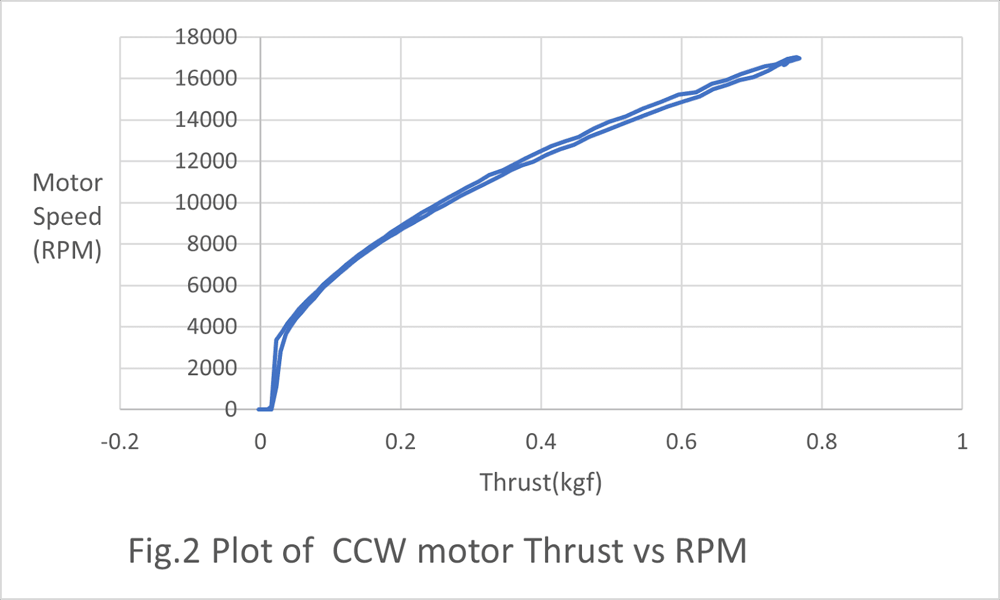 18000
16000
14000
12000
10000
8000
6000
4000
2000
0
Motor
Speed
(RPM)
-0.2 0 0.2 0.4 0.6 0.8 1
Thrust(kgf)
Fig.2 Plot of  CCW motor Thrust vs RPM